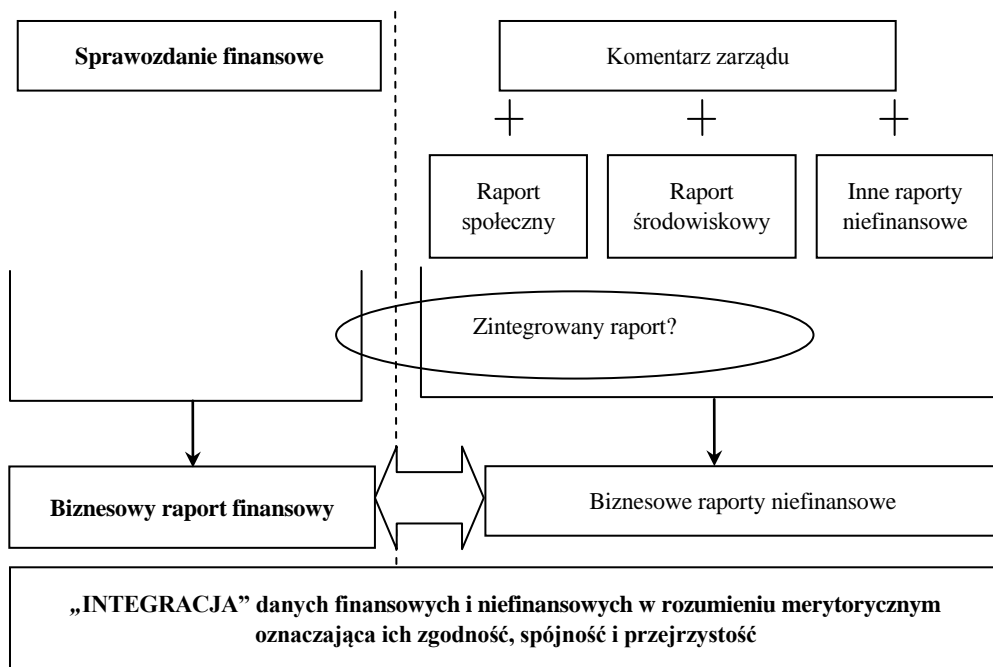 Sprawozdanie finansowe
Komentarz zarządu
Raport
społeczny
Raport
środowiskowy
Inne raporty
niefinansowe
Zintegrowany raport?
Biznesowy raport finansowy
Biznesowe raporty niefinansowe
„INTEGRACJA” danych finansowych i niefinansowych w rozumieniu merytorycznym
oznaczająca ich zgodność, spójność i przejrzystość